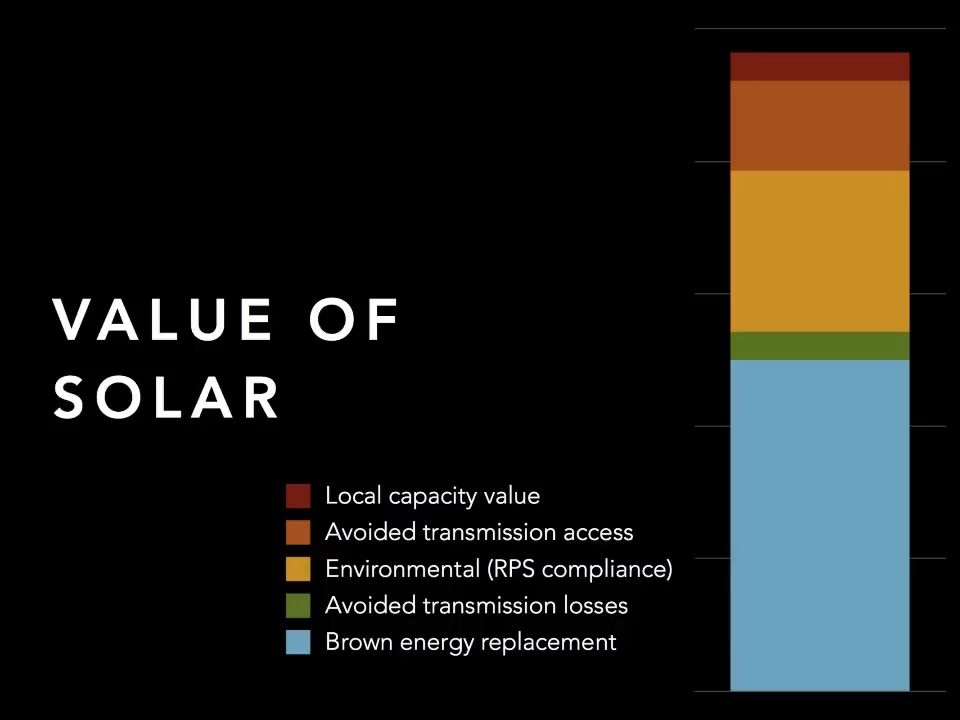 VALUE OF
SOLAR
Local capacity value
Avoided transmission access
Environmental (RPS compliance)
Avoided transmission losses
Brown energy replacement